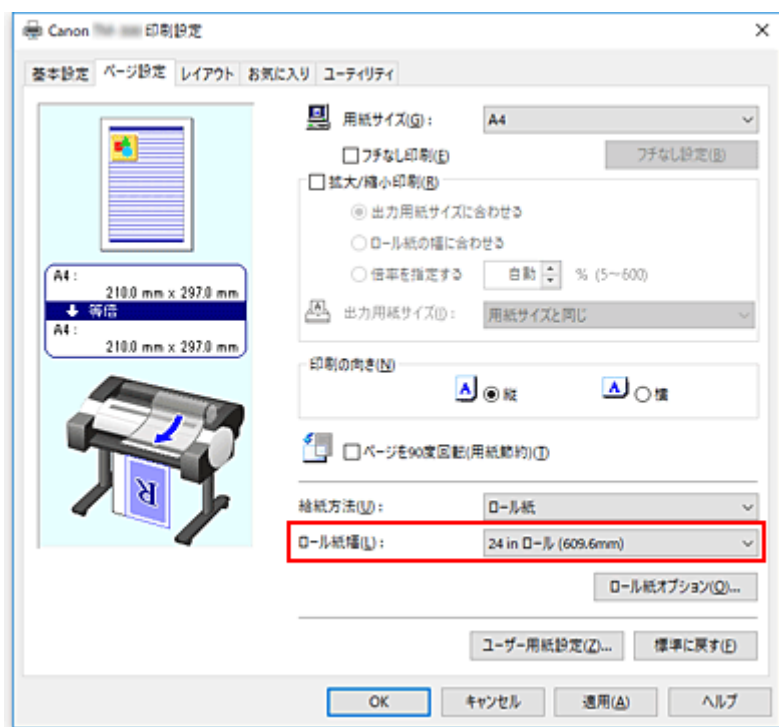 Canon 印刷設定
基本設定 ページ設定 レイアウト お気に入り ユーティリティ
用紙サイズ(G): A4
フチなし印刷(E) フチなし設定(B)
拡大/縮小印刷(R)
出力用紙サイズに合わせる
ロール紙の幅に合わせる
倍率を指定する 自動 % (5~600)
出力用紙サイズ(I): 用紙サイズと同じ
A4:
210.0 mm x 297.0 mm
等倍
A4:
210.0 mm x 297.0 mm
印刷の向き(N)
A 縦 A 横
ページを90度回転(用紙節約)(T)
R
給紙方法(U): ロール紙
ロール紙幅(L): 24 in ロール (609.6mm)
ロール紙オプション(O)...
ユーザー用紙設定(Z)... 標準に戻す(F)
OK キャンセル 適用(A) ヘルプ